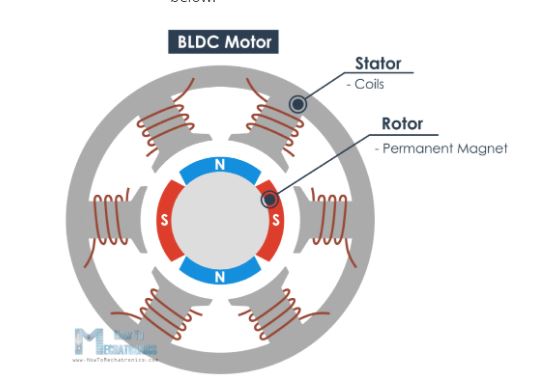 below.
BLDC Motor
Stator
- Coils
Rotor
- Permanent Magnet
N
S
S
N
How To
Mechatronics
www.HowToMechatronics.com